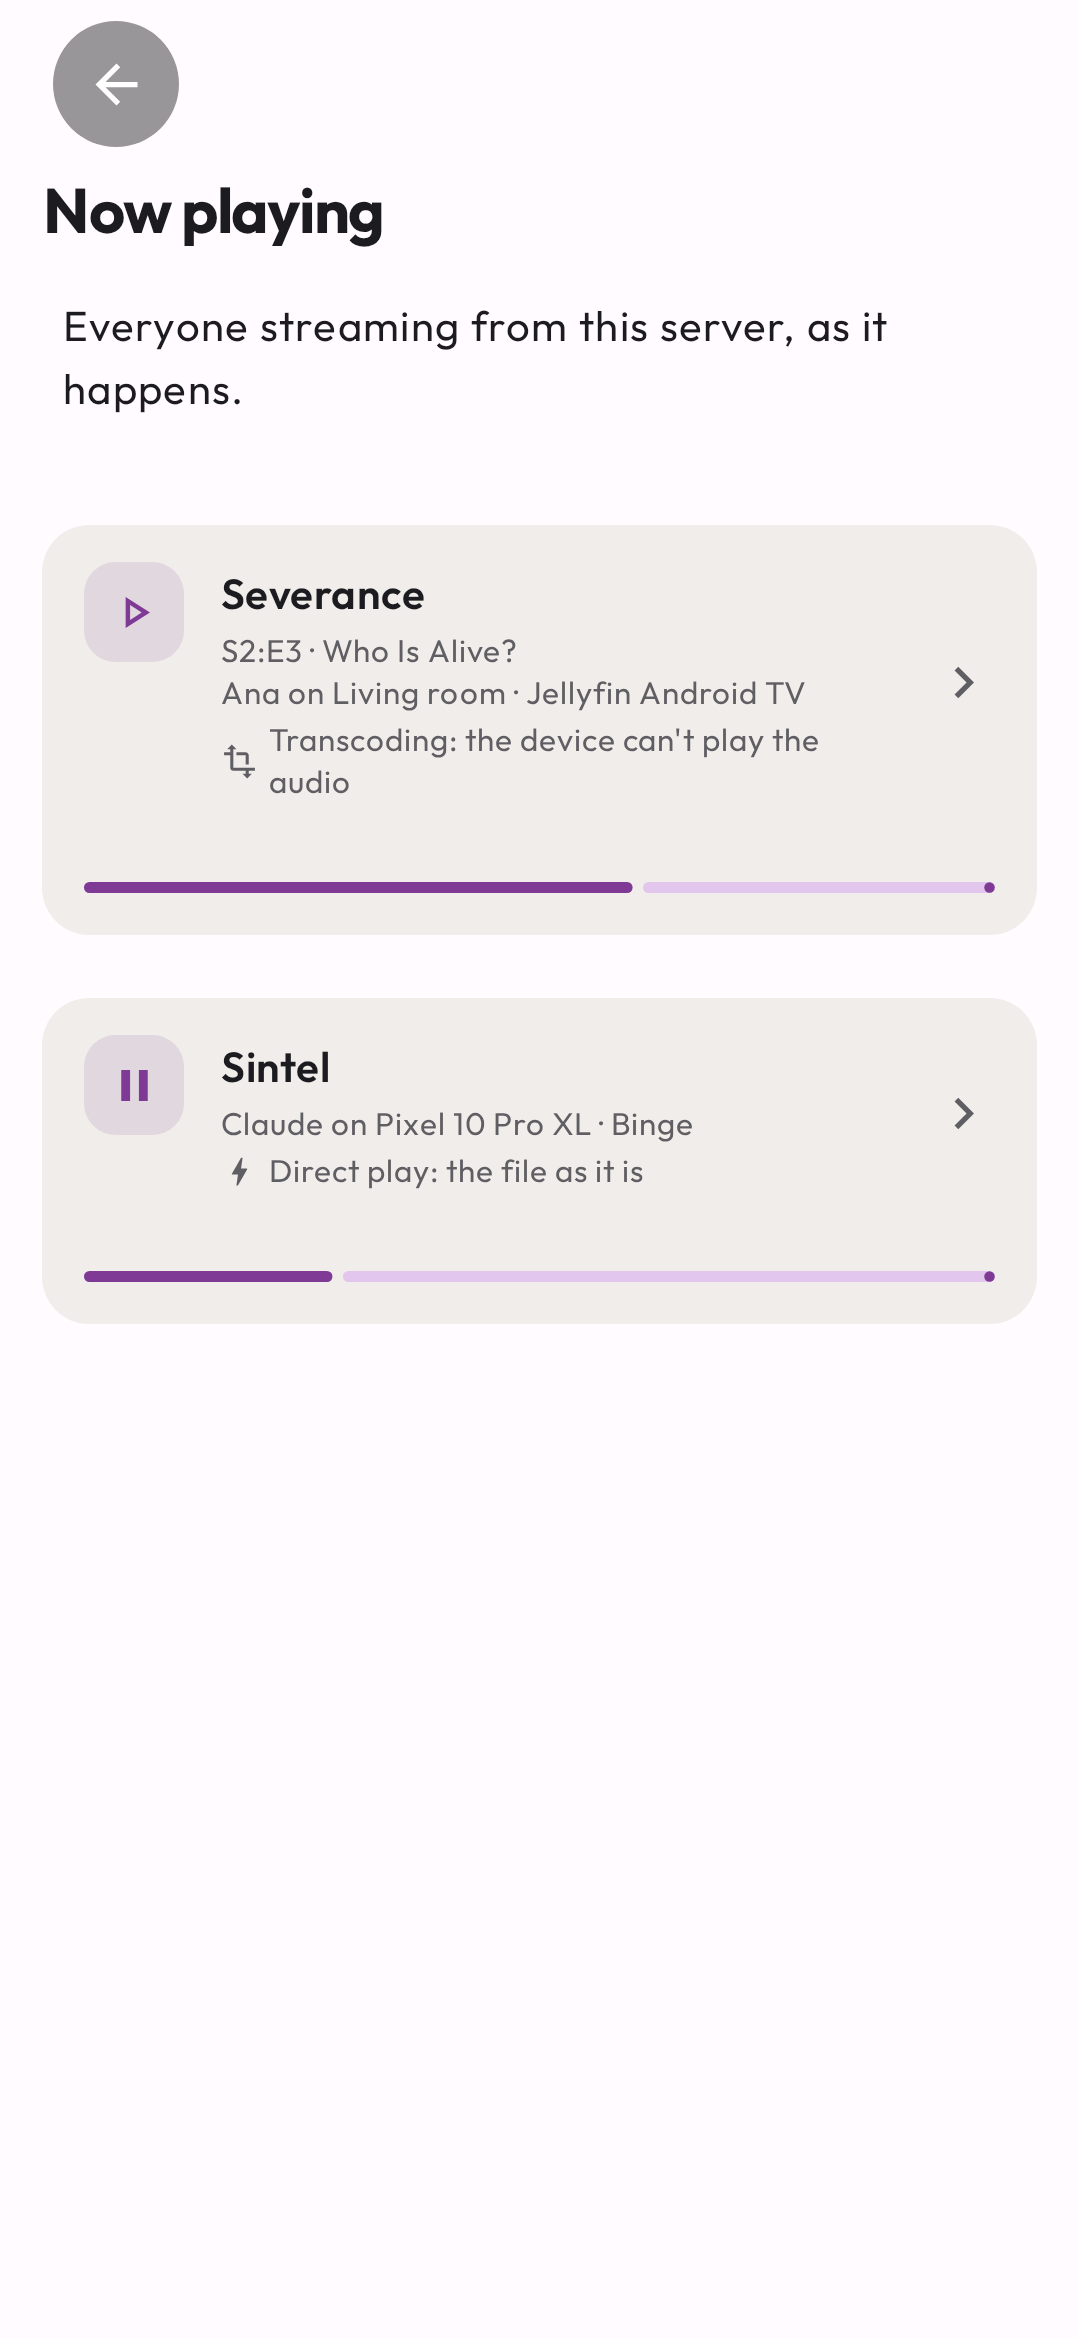 Now playing
Everyone streaming from this server, as it
happens.
Severance
S2:E3 · Who Is Alive?
Ana on Living room · Jellyfin Android TV
Transcoding: the device can't play the
audio
Sintel
Claude on Pixel 10 Pro XL · Binge
Direct play: the file as it is